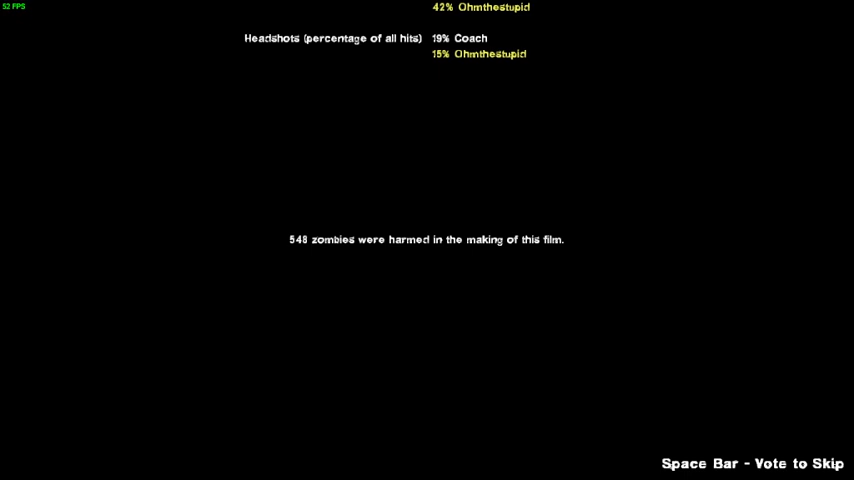 52 FPS
42% Ohmthestupid
Headshots (percentage of all hits) 19% Coach
15% Ohmthestupid
548 zombies were harmed in the making of this film.
Space Bar - Vote to Skip